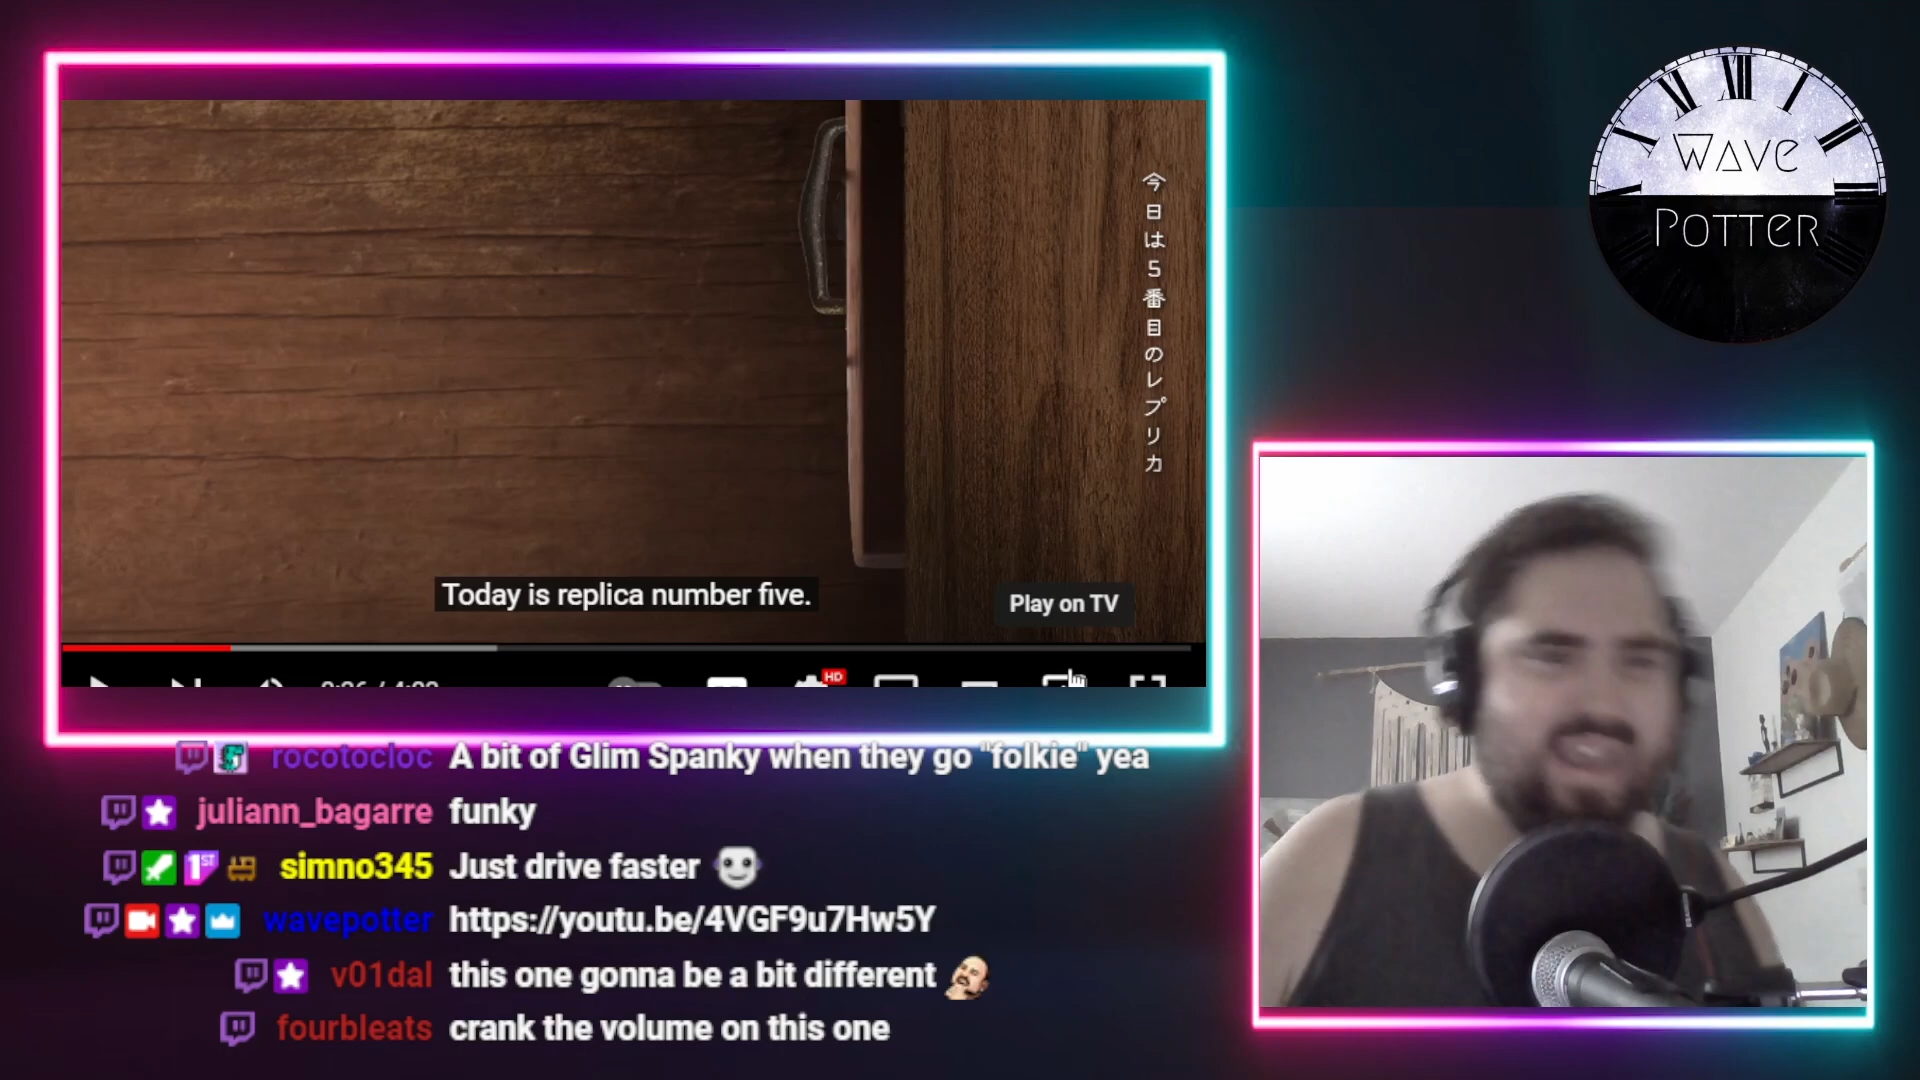 WAVE
POTTER
今日は5番目のレプリカ
Today is replica number five.
Play on TV
HD
rocotocloc A bit of Glim Spanky when they go "folkie" yea
juliann_bagarre funky
1ST simno345 Just drive faster
wavepotter https://youtu.be/4VGF9u7Hw5Y
v01dal this one gonna be a bit different
fourbleats crank the volume on this one